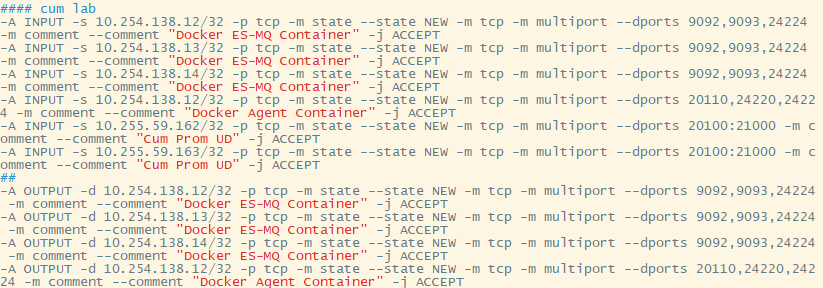 #### cum lab
-A INPUT -s 10.254.138.12/32 -p tcp -m state --state NEW -m tcp -m multiport --dports 9092,9093,24224
-m comment --comment "Docker ES-MQ Container" -j ACCEPT
-A INPUT -s 10.254.138.13/32 -p tcp -m state --state NEW -m tcp -m multiport --dports 9092,9093,24224
-m comment --comment "Docker ES-MQ Container" -j ACCEPT
-A INPUT -s 10.254.138.14/32 -p tcp -m state --state NEW -m tcp -m multiport --dports 9092,9093,24224
-m comment --comment "Docker ES-MQ Container" -j ACCEPT
-A INPUT -s 10.254.138.12/32 -p tcp -m state --state NEW -m tcp -m multiport --dports 20110,24220,2422
4 -m comment --comment "Docker Agent Container" -j ACCEPT
-A INPUT -s 10.255.59.162/32 -p tcp -m state --state NEW -m tcp -m multiport --dports 20100:21000 -m c
omment --comment "Cum Prom UD" -j ACCEPT
-A INPUT -s 10.255.59.163/32 -p tcp -m state --state NEW -m tcp -m multiport --dports 20100:21000 -m c
omment --comment "Cum Prom UD" -j ACCEPT
##
-A OUTPUT -d 10.254.138.12/32 -p tcp -m state --state NEW -m tcp -m multiport --dports 9092,9093,24224
-m comment --comment "Docker ES-MQ Container" -j ACCEPT
-A OUTPUT -d 10.254.138.13/32 -p tcp -m state --state NEW -m tcp -m multiport --dports 9092,9093,24224
-m comment --comment "Docker ES-MQ Container" -j ACCEPT
-A OUTPUT -d 10.254.138.14/32 -p tcp -m state --state NEW -m tcp -m multiport --dports 9092,9093,24224
-m comment --comment "Docker ES-MQ Container" -j ACCEPT
-A OUTPUT -d 10.254.138.12/32 -p tcp -m state --state NEW -m tcp -m multiport --dports 20110,24220,242
24 -m comment --comment "Docker Agent Container" -j ACCEPT